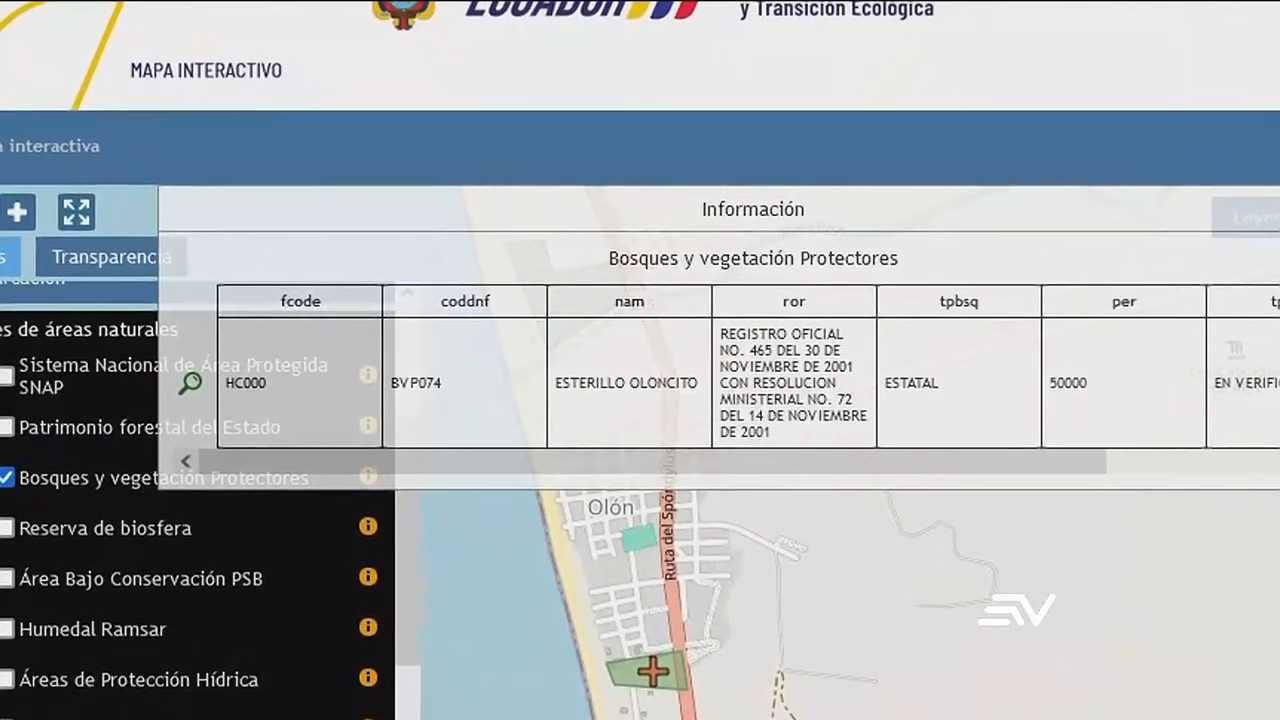 ECUADOR
y Transición Ecológica
MAPA INTERACTIVO
interactiva
Información
Transparencia
Bosques y vegetación Protectores
fcode
coddnf
nam
ror
tpbsq
per
HC000
BVP074
ESTERILLO OLONCITO
REGISTRO OFICIAL
NO. 465 DEL 30 DE
NOVIEMBRE DE 2001
CON RESOLUCION
MINISTERIAL NO. 72
DEL 14 DE NOVIEMBRE
DE 2001
ESTATAL
50000
EN VERIFI
es de áreas naturales
Sistema Nacional de Área Protegida
SNAP
Patrimonio forestal del Estado
Bosques y vegetación Protectores
Reserva de biosfera
Área Bajo Conservación PSB
Humedal Ramsar
Áreas de Protección Hídrica
Olón
Ruta del Spóndylus